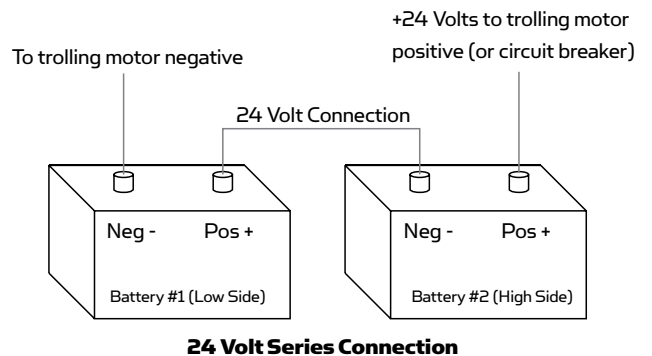 +24 Volts to trolling motor
positive (or circuit breaker)
To trolling motor negative
24 Volt Connection
Neg - Pos +
Battery #1 (Low Side)
Neg - Pos +
Battery #2 (High Side)
24 Volt Series Connection